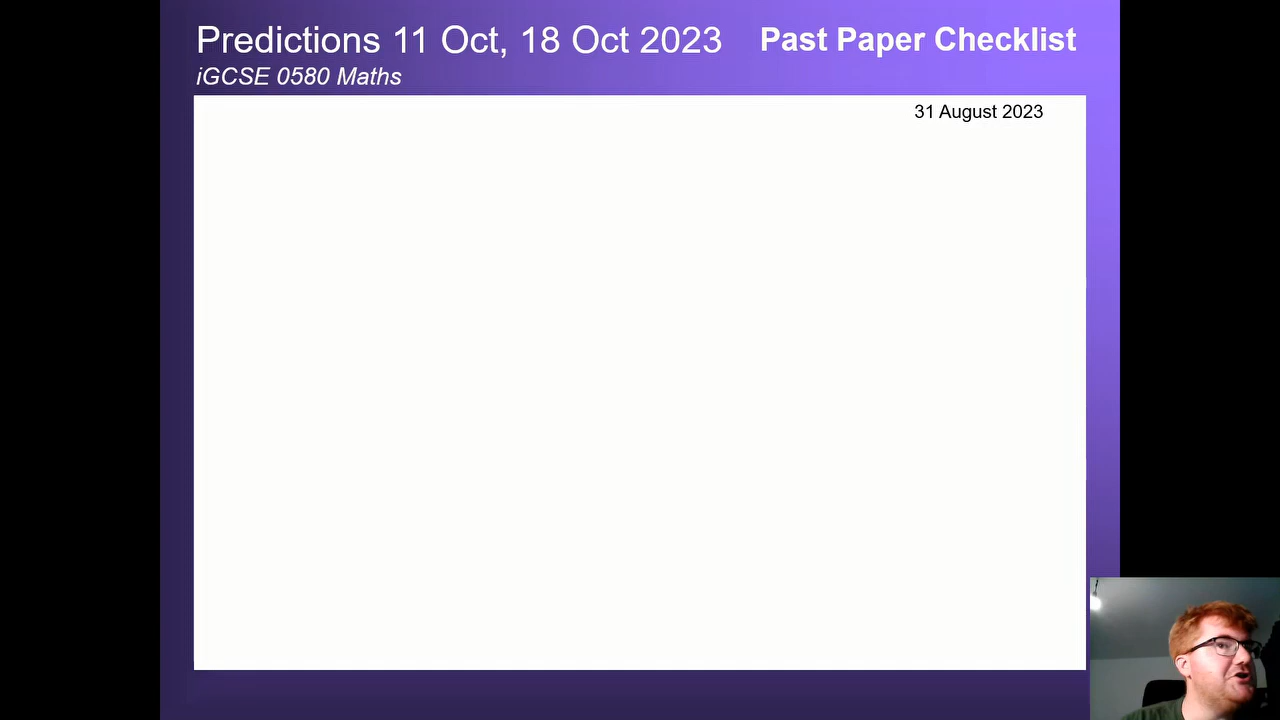 Predictions 11 Oct, 18 Oct 2023
Past Paper Checklist
iGCSE 0580 Maths
31 August 2023